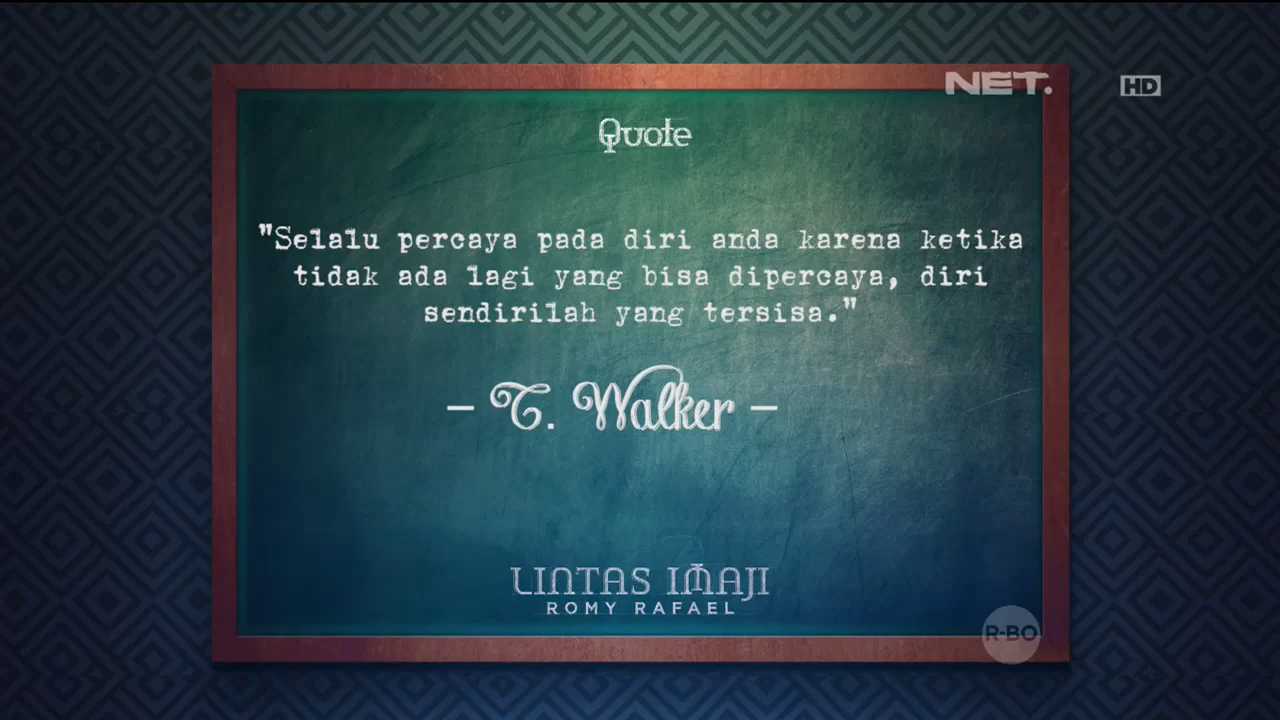 NET.
HD
Quote
"Selalu percaya pada diri anda karena ketika
tidak ada lagi yang bisa dipercaya, diri
sendirilah yang tersisa."
– T. Walker –
LINTAS IMAJI
ROMY RAFAEL
R-BO